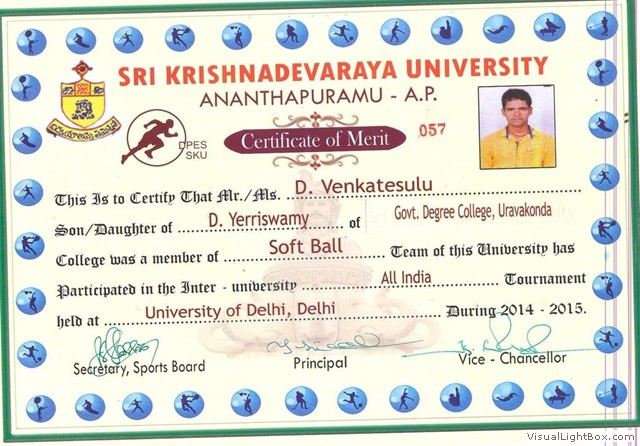 SRI KRISHNADEVARAYA UNIVERSITY
ANANTHAPURAMU - A.P.
DPES
SKU
Certificate of Merit
057
This Is to Certify That Mr./Ms. D. Venkatesulu
Son/Daughter of D. Yerriswamy of Govt. Degree College, Uravakonda
College was a member of Soft Ball Team of this University has
Participated in the Inter - university All India Tournament
held at University of Delhi, Delhi During 2014 - 2015.
Secretary, Sports Board
Principal
Vice - Chancellor
VisualLightBox.com